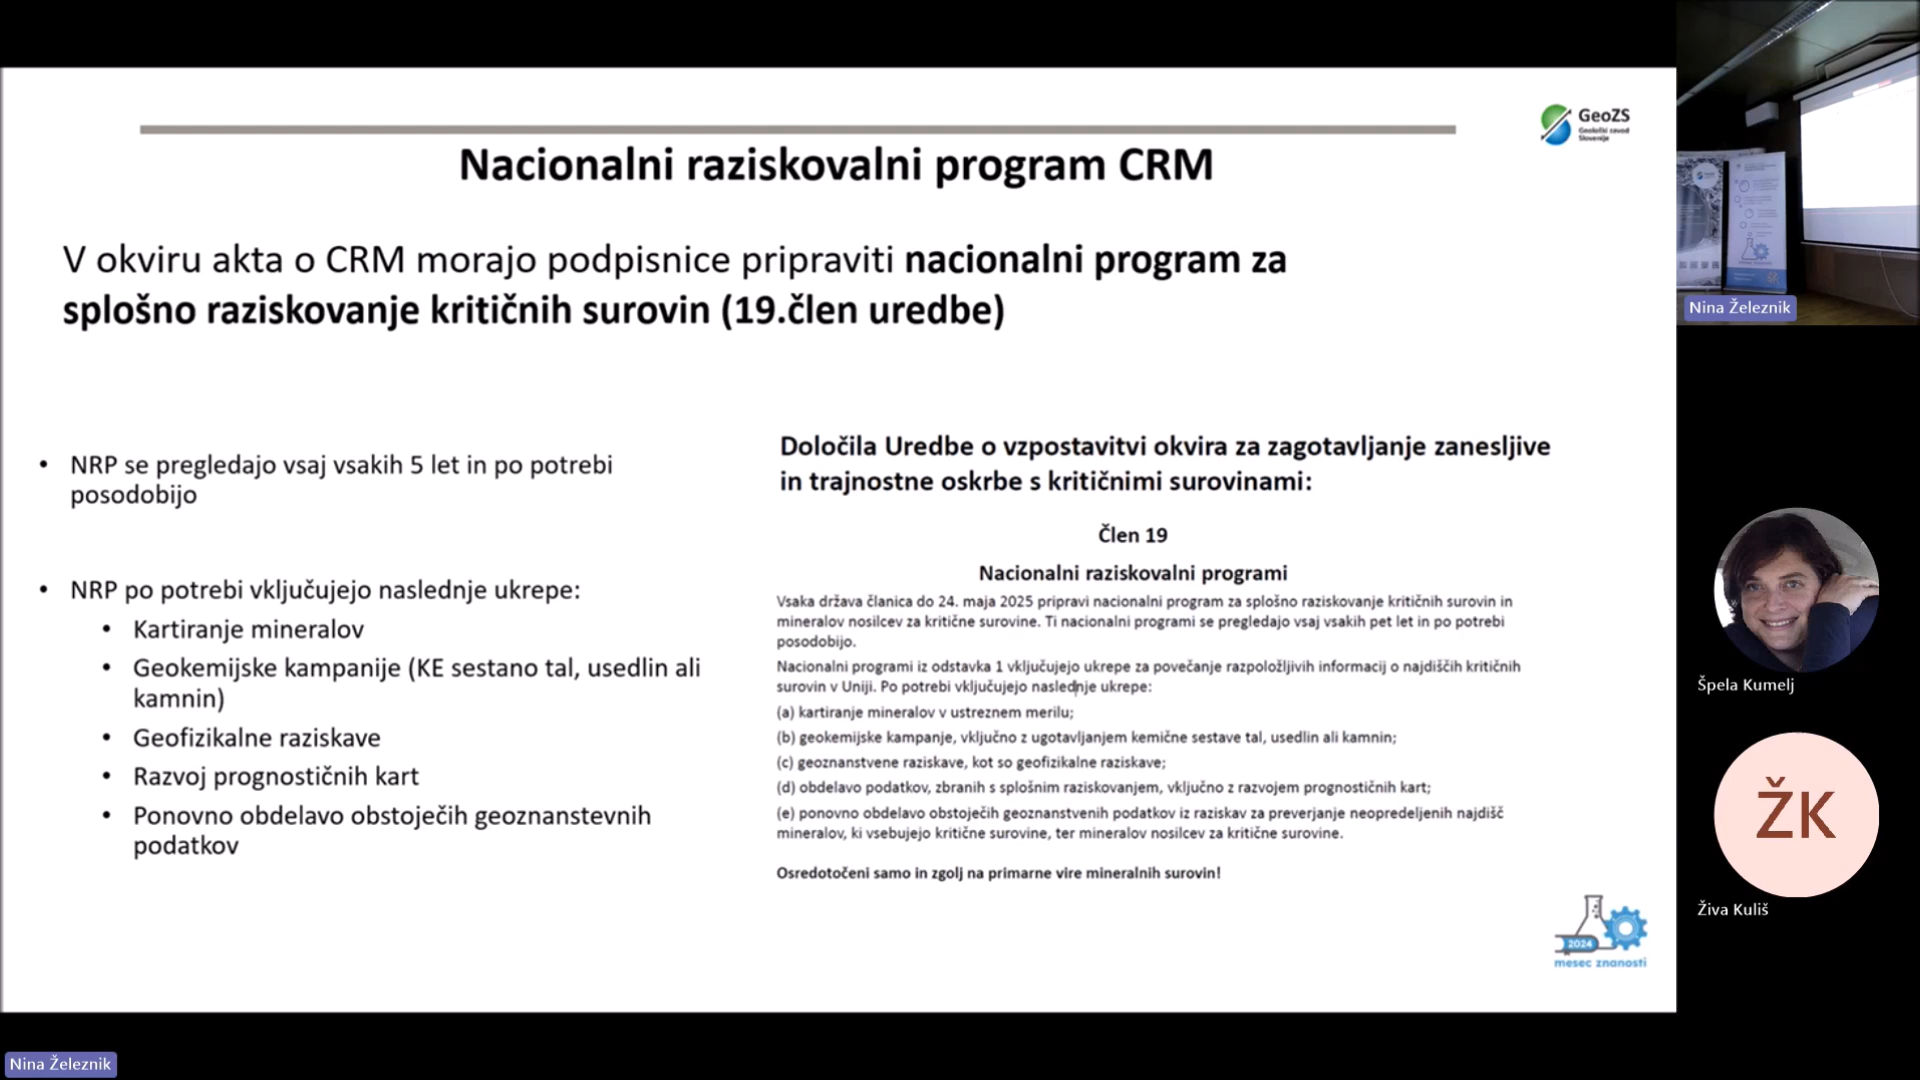 GeoZS
Geološki zavod
Slovenije
Nacionalni raziskovalni program CRM
V okviru akta o CRM morajo podpisnice pripraviti nacionalni program za
splošno raziskovanje kritičnih surovin (19.člen uredbe)
• NRP se pregledajo vsaj vsakih 5 let in po potrebi
posodobijo
• NRP po potrebi vključujejo naslednje ukrepe:
• Kartiranje mineralov
• Geokemijske kampanije (KE sestano tal, usedlin ali
kamnin)
• Geofizikalne raziskave
• Razvoj prognostičnih kart
• Ponovno obdelavo obstoječih geoznanstevnih
podatkov
Določila Uredbe o vzpostavitvi okvira za zagotavljanje zanesljive
in trajnostne oskrbe s kritičnimi surovinami:
Člen 19
Nacionalni raziskovalni programi
Vsaka država članica do 24. maja 2025 pripravi nacionalni program za splošno raziskovanje kritičnih surovin in
mineralov nosilcev za kritične surovine. Ti nacionalni programi se pregledajo vsaj vsakih pet let in po potrebi
posodobijo.
Nacionalni programi iz odstavka 1 vključujejo ukrepe za povečanje razpoložljivih informacij o najdiščih kritičnih
surovin v Uniji. Po potrebi vključujejo naslednje ukrepe:
(a) kartiranje mineralov v ustreznem merilu;
(b) geokemijske kampanje, vključno z ugotavljanjem kemične sestave tal, usedlin ali kamnin;
(c) geoznanstvene raziskave, kot so geofizikalne raziskave;
(d) obdelavo podatkov, zbranih s splošnim raziskovanjem, vključno z razvojem prognostičnih kart;
(e) ponovno obdelavo obstoječih geoznanstvenih podatkov iz raziskav za preverjanje neopredeljenih najdišč
mineralov, ki vsebujejo kritične surovine, ter mineralov nosilcev za kritične surovine.
Osredotočeni samo in zgolj na primarne vire mineralnih surovin!
2024
mesec znanosti
Nina Železnik
Špela Kumelj
ŽK
Živa Kuliš
Nina Železnik